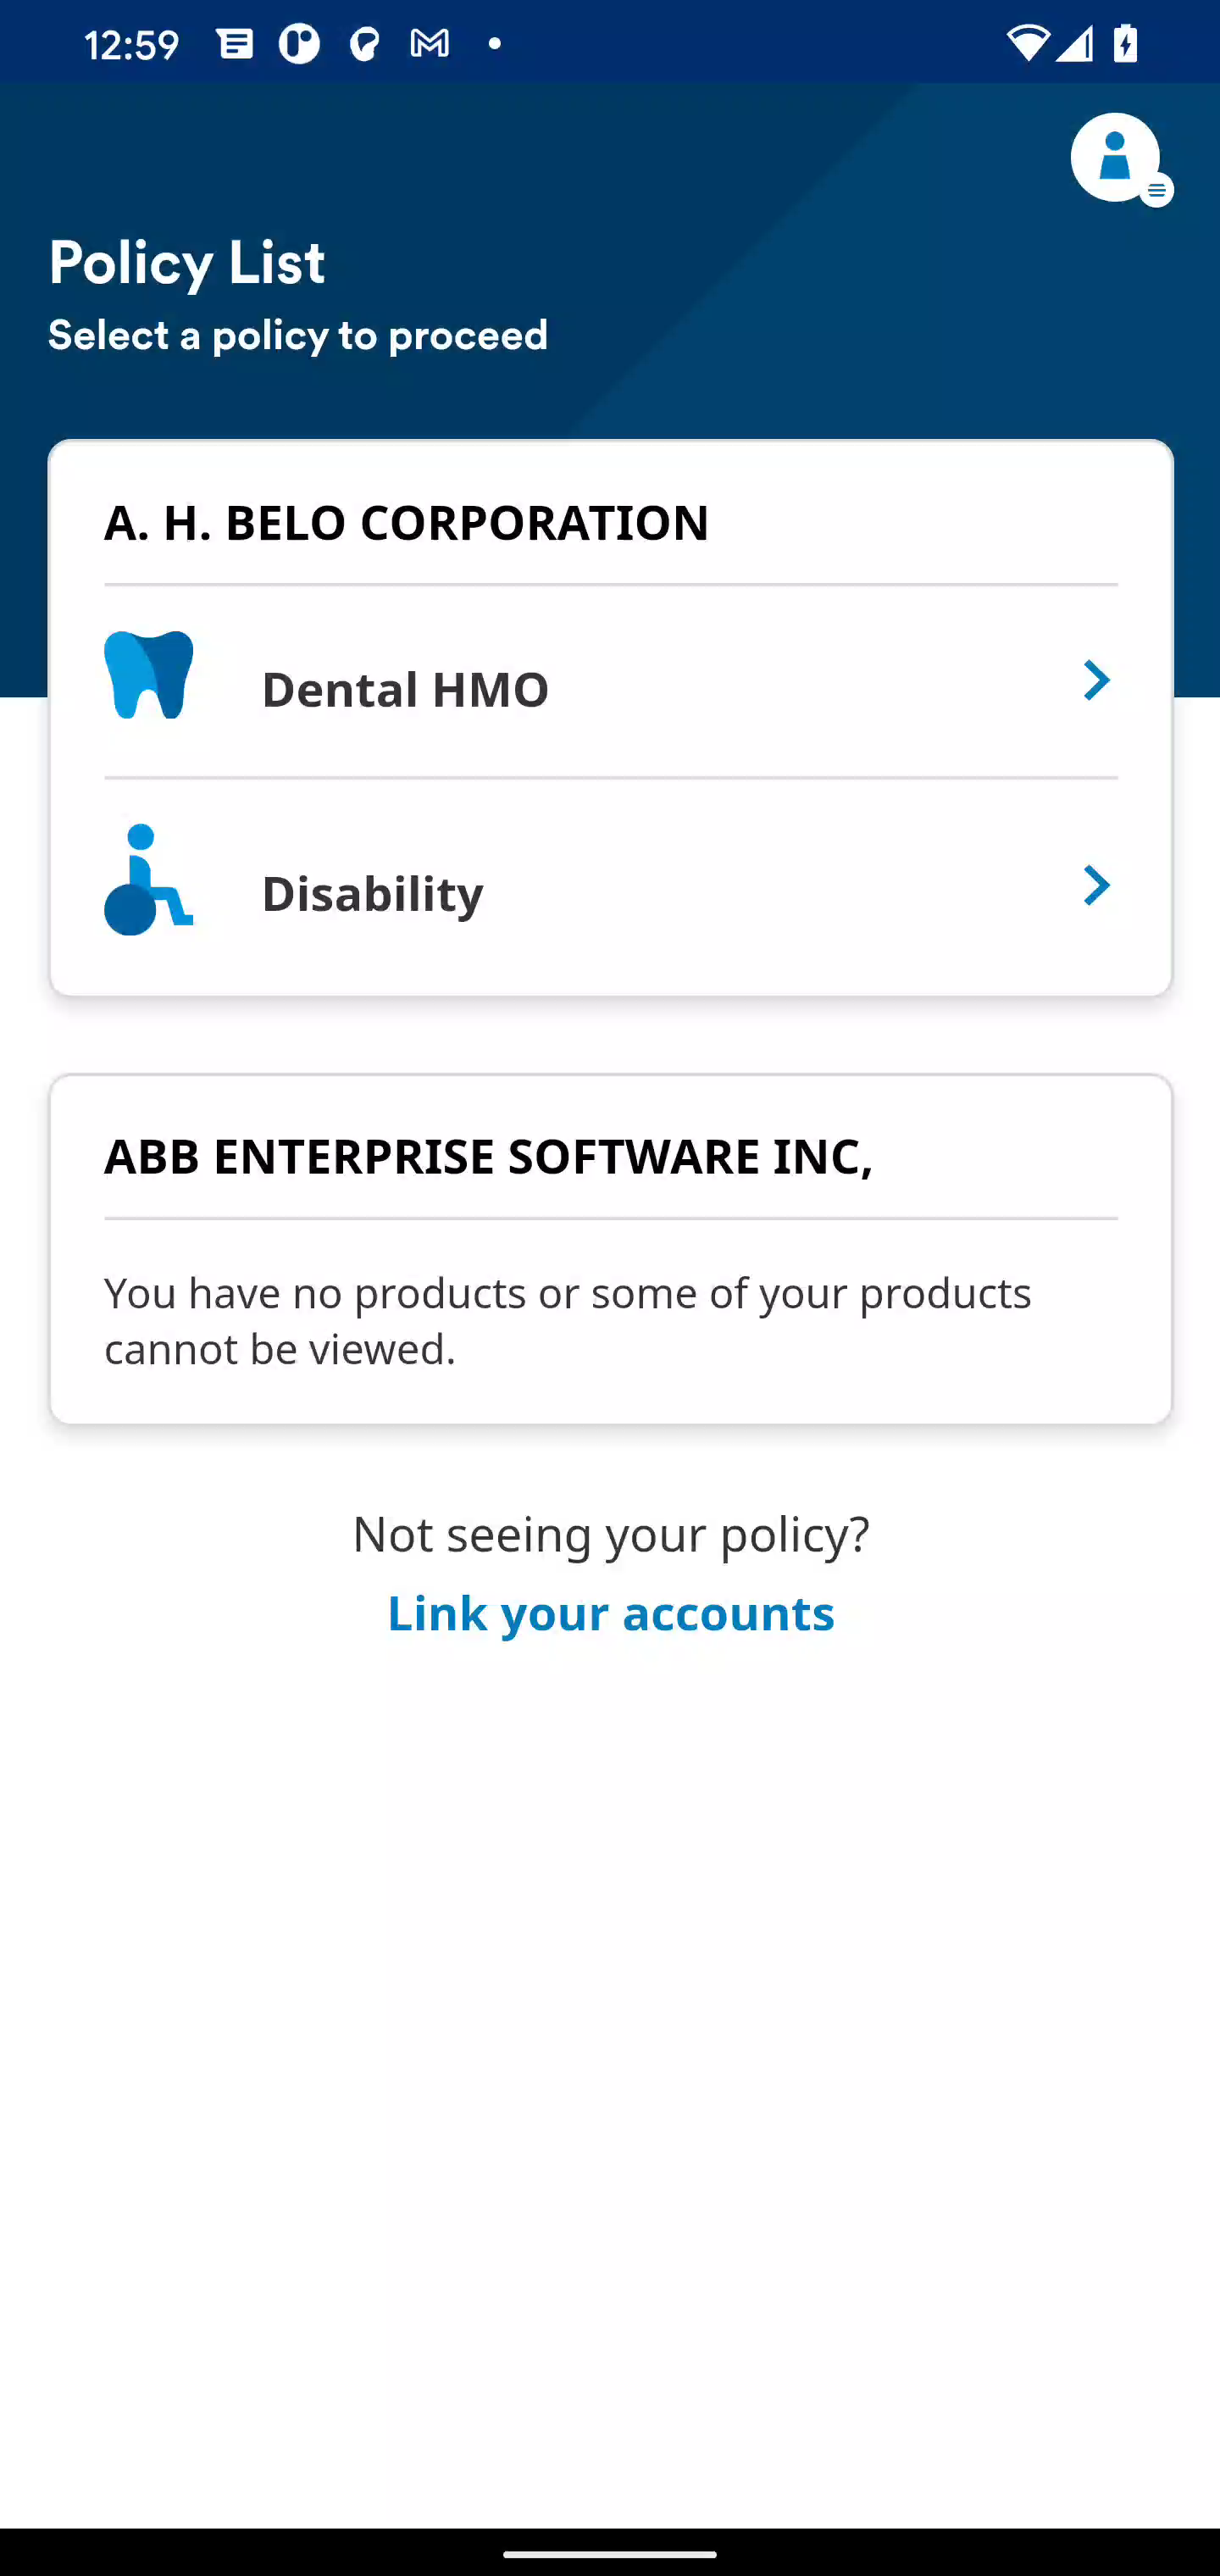 12:59
Policy List
Select a policy to proceed
A. H. BELO CORPORATION
Dental HMO
Disability
ABB ENTERPRISE SOFTWARE INC,
You have no products or some of your products
cannot be viewed.
Not seeing your policy?
Link your accounts